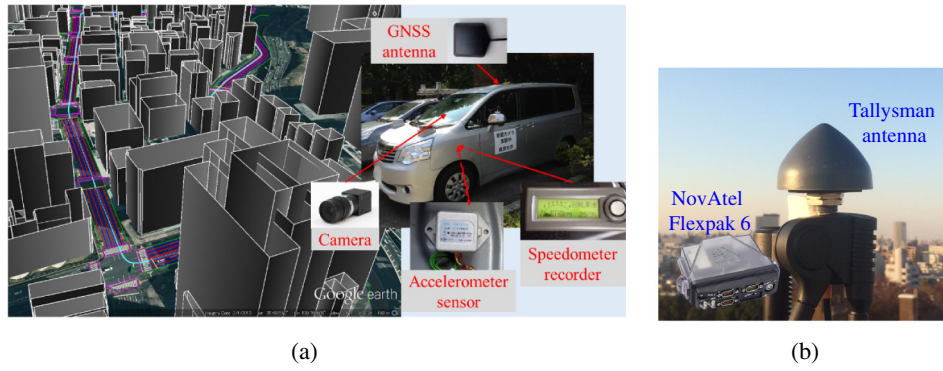 GNSS
antenna
Camera
Accelerometer
sensor
Speedometer
recorder
Google earth
Tallysman
antenna
NovAtel
Flexpak 6
(a)
(b)